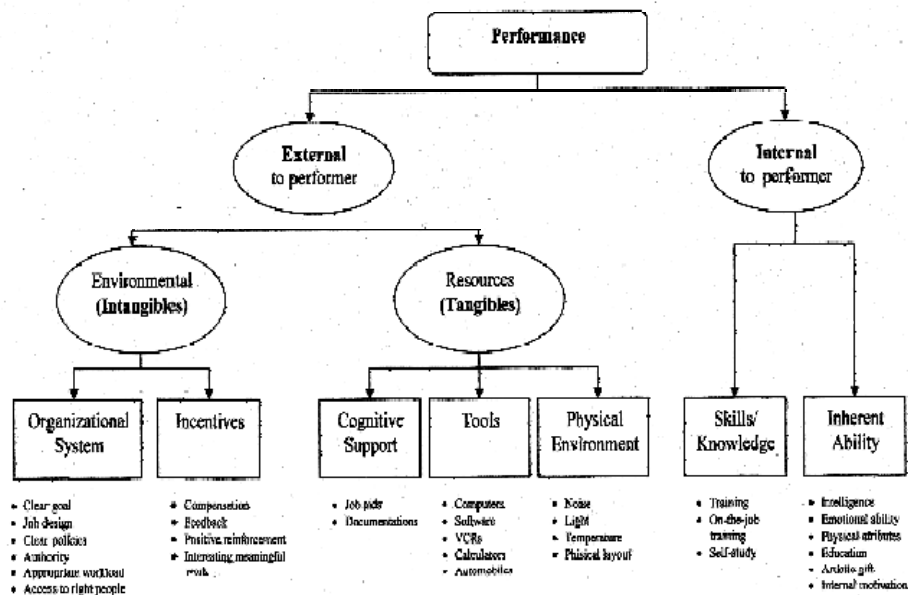 Performance
External
to performer
Internal
to performer
Environmental
(Intangibles)
Resources
(Tangibles)
Organizational
System
Incentives
Cognitive
Support
Tools
Physical
Environment
Skills/
Knowledge
Inherent
Ability
Clear goal
Job design
Clear policies
Authority
Appropriate workload
Access to right people
Compensation
Feedback
Positive reinforcement
Interesting meaningful
work
Job aids
Documentations
Computers
Software
VCRs
Calculators
Automobiles
Noise
Light
Temperature
Phisical layout
Training
On-the-job
training
Self-study
Intelligence
Emotional ability
Physical attributes
Education
Artistic gift
Internal motivation